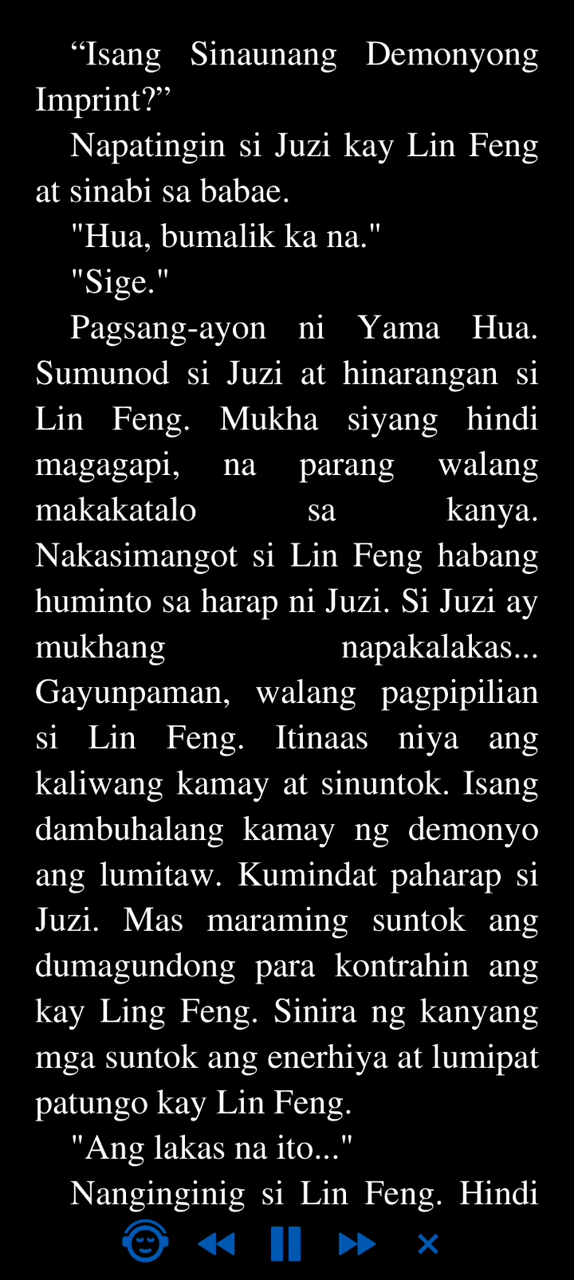 “Isang Sinaunang Demonyong
Imprint?”
Napatingin si Juzi kay Lin Feng
at sinabi sa babae.
"Hua, bumalik ka na."
"Sige."
Pagsang-ayon ni Yama Hua.
Sumunod si Juzi at hinarangan si
Lin Feng. Mukha siyang hindi
magagapi, na parang walang
makakatalo sa kanya.
Nakasimangot si Lin Feng habang
huminto sa harap ni Juzi. Si Juzi ay
mukhang napakalakas...
Gayunpaman, walang pagpipilian
si Lin Feng. Itinaas niya ang
kaliwang kamay at sinuntok. Isang
dambuhalang kamay ng demonyo
ang lumitaw. Kumindat paharap si
Juzi. Mas maraming suntok ang
dumagundong para kontrahin ang
kay Ling Feng. Sinira ng kanyang
mga suntok ang enerhiya at lumipat
patungo kay Lin Feng.
"Ang lakas na ito..."
Nanginginig si Lin Feng. Hindi